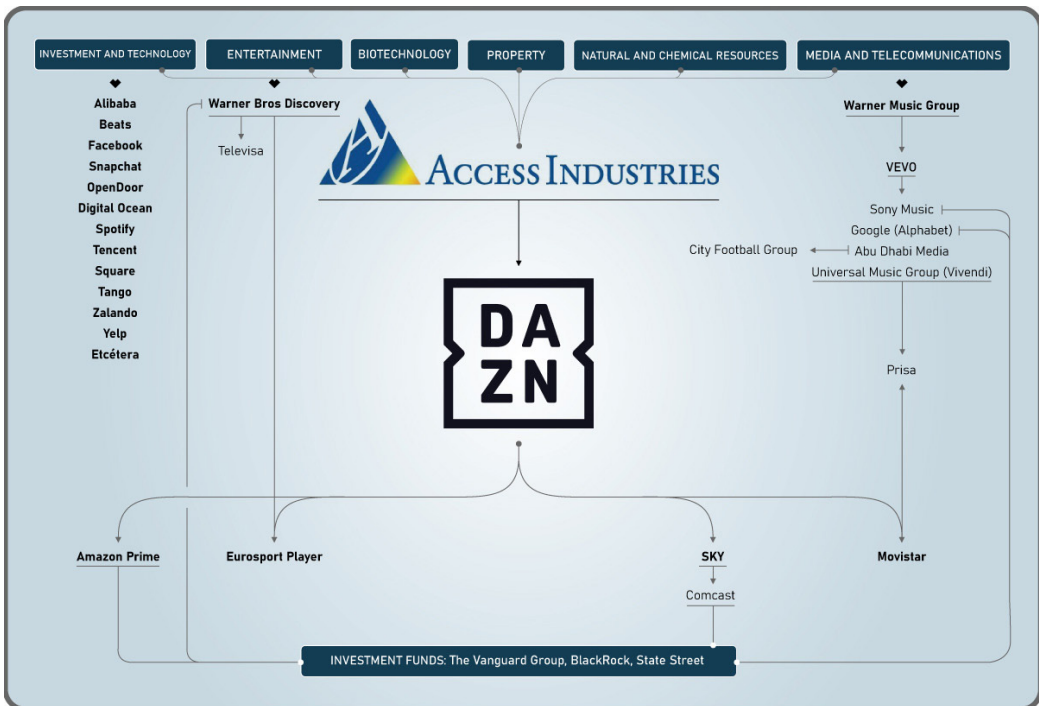 INVESTMENT AND TECHNOLOGY
ENTERTAINMENT
BIOTECHNOLOGY
PROPERTY
NATURAL AND CHEMICAL RESOURCES
MEDIA AND TELECOMMUNICATIONS
Alibaba
Beats
Facebook
Snapchat
OpenDoor
Digital Ocean
Spotify
Tencent
Square
Tango
Zalando
Yelp
Etcétera
Warner Bros Discovery
Televisa
ACCESS INDUSTRIES
Warner Music Group
VEVO
Sony Music
Google (Alphabet)
City Football Group
Abu Dhabi Media
Universal Music Group (Vivendi)
Prisa
DA
ZN
Amazon Prime
Eurosport Player
SKY
Movistar
Comcast
INVESTMENT FUNDS: The Vanguard Group, BlackRock, State Street